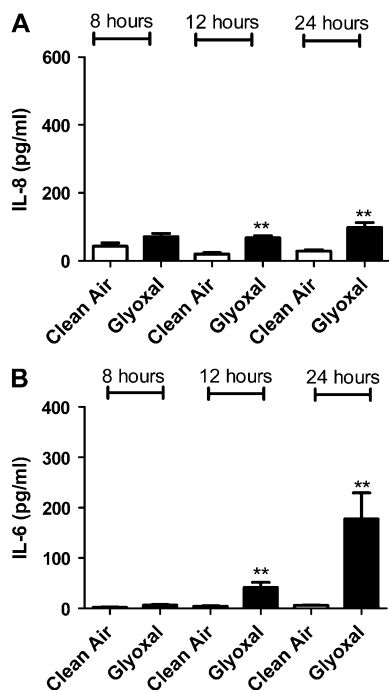 A
8 hours 12 hours 24 hours
600
400
200
0
IL-8 (pg/ml)
** **
Clean Air Glyoxal Clean Air Glyoxal Clean Air Glyoxal
B
8 hours 12 hours 24 hours
400
300
200
100
0
IL-6 (pg/ml)
** **
Clean Air Glyoxal Clean Air Glyoxal Clean Air Glyoxal